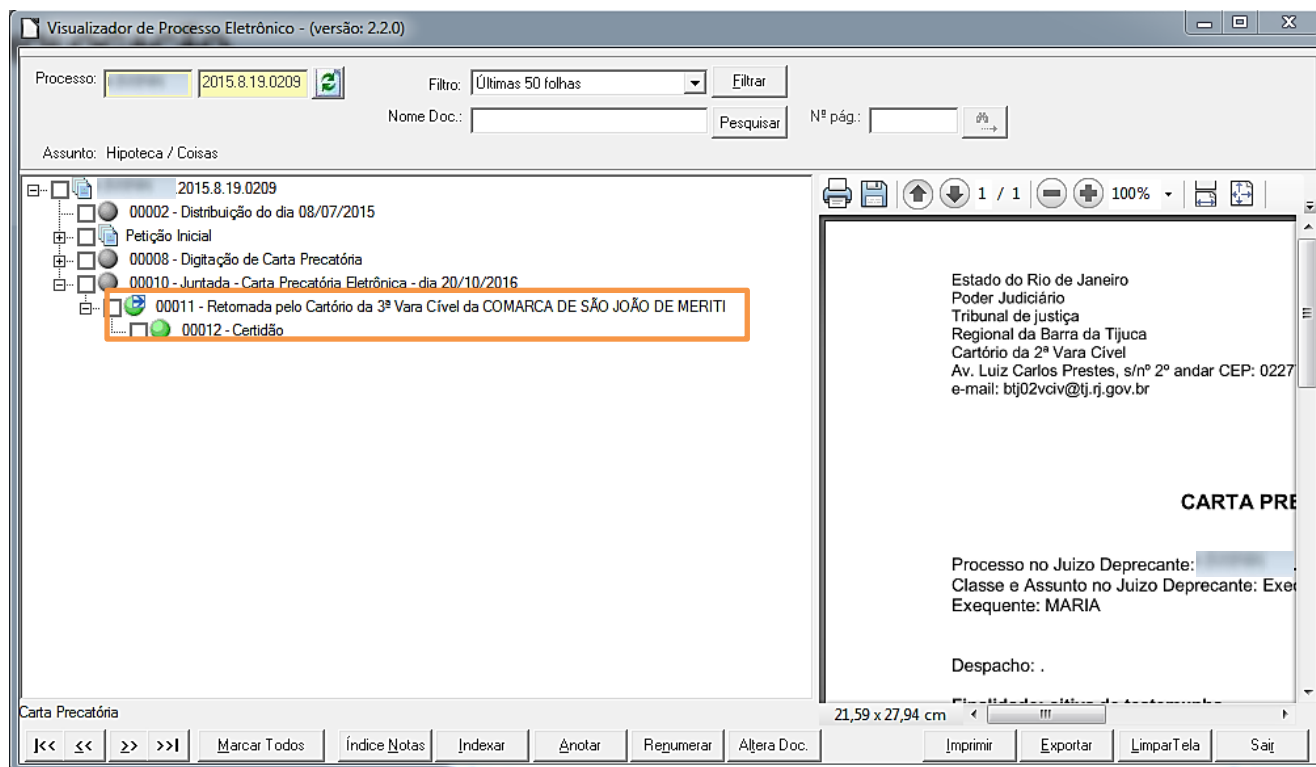 Visualizador de Processo Eletrônico - (versão: 2.2.0)
Processo: 2015.8.19.0209 Filtro: Últimas 50 folhas Filtrar
Nome Doc.: Pesquisar Nº pág.:
Assunto: Hipoteca / Coisas
.2015.8.19.0209
00002 - Distribuição do dia 08/07/2015
Petição Inicial
00008 - Digitação de Carta Precatória
00010 - Juntada - Carta Precatória Eletrônica - dia 20/10/2016
00011 - Retornada pelo Cartório da 3ª Vara Cível da COMARCA DE SÃO JOÃO DE MERITI
00012 - Certidão
1 / 1 100%
Estado do Rio de Janeiro
Poder Judiciário
Tribunal de justiça
Regional da Barra da Tijuca
Cartório da 2ª Vara Cível
Av. Luiz Carlos Prestes, s/nº 2º andar CEP: 0227
e-mail: btj02vciv@tj.rj.gov.br
CARTA PRE
Processo no Juizo Deprecante:
Classe e Assunto no Juizo Deprecante: Exe
Exequente: MARIA
Despacho: .
Finalidade: oitiva de testemunha
Carta Precatória
21,59 x 27,94 cm
|<< << >> >>| Marcar Todos Índice Notas Indexar Anotar Renumerar Altera Doc. Imprimir Exportar LimparTela Sair